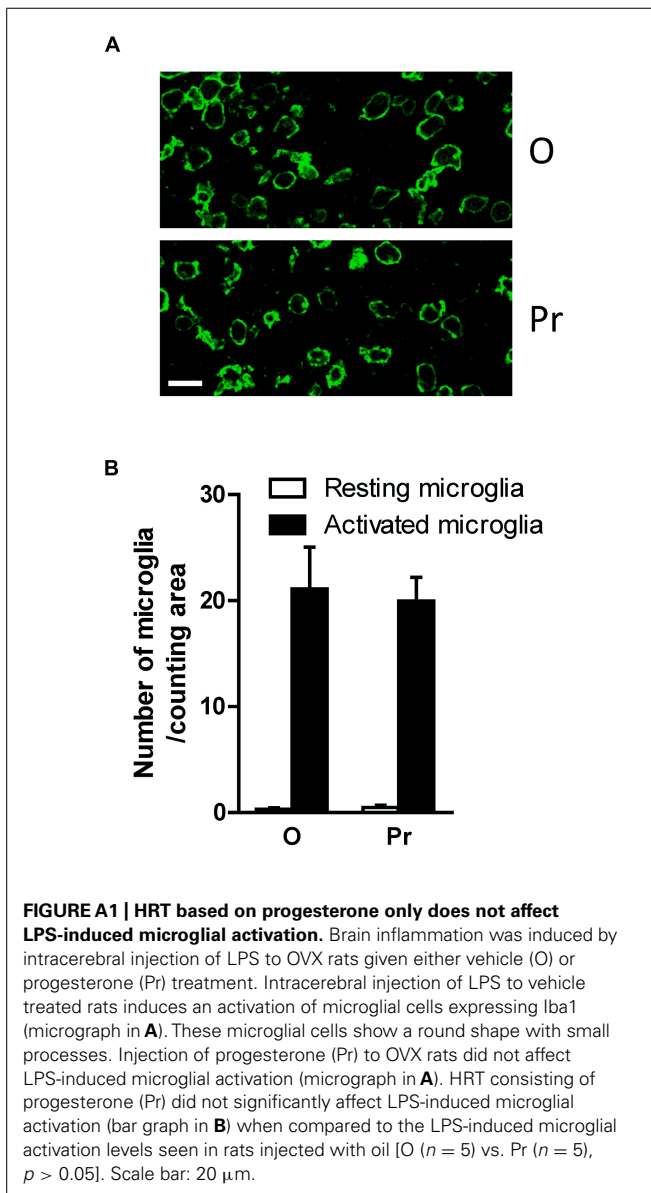 A
O
Pr
B
30
20
10
0
Number of microglia
/counting area
Resting microglia
Activated microglia
O
Pr
FIGURE A1 | HRT based on progesterone only does not affect
LPS-induced microglial activation. Brain inflammation was induced by
intracerebral injection of LPS to OVX rats given either vehicle (O) or
progesterone (Pr) treatment. Intracerebral injection of LPS to vehicle
treated rats induces an activation of microglial cells expressing Iba1
(micrograph in A). These microglial cells show a round shape with small
processes. Injection of progesterone (Pr) to OVX rats did not affect
LPS-induced microglial activation (micrograph in A). HRT consisting of
progesterone (Pr) did not significantly affect LPS-induced microglial
activation (bar graph in B) when compared to the LPS-induced microglial
activation levels seen in rats injected with oil [O (n = 5) vs. Pr (n = 5),
p > 0.05]. Scale bar: 20 μm.